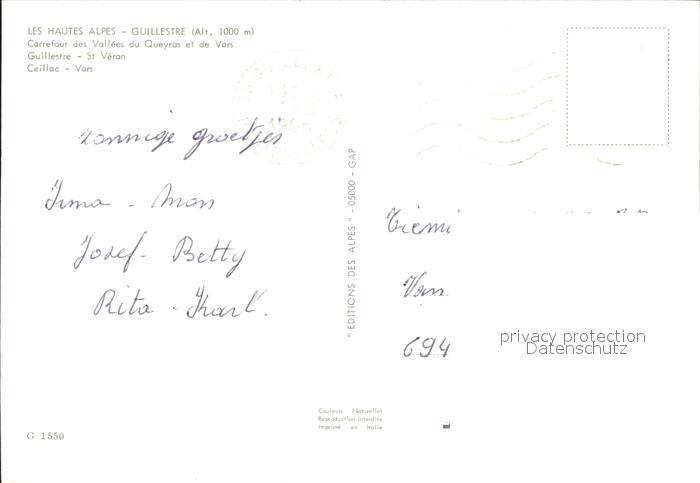 LES HAUTES ALPES - GUILLESTRE (Alt. 1000 m)
Carrefour des Vallées du Queyras et de Vars
Guillestre - St Véran
Ceillac - Vars
zonnige groetjes
Irma - Mon
Jozef - Betty
Rita - Karl.
"EDITIONS DES ALPES" - 05000 - GAP
694
privacy protection
Datenschutz
Couleurs Naturelles
Reproduction interdite
Imprimé en Italie
G 1550